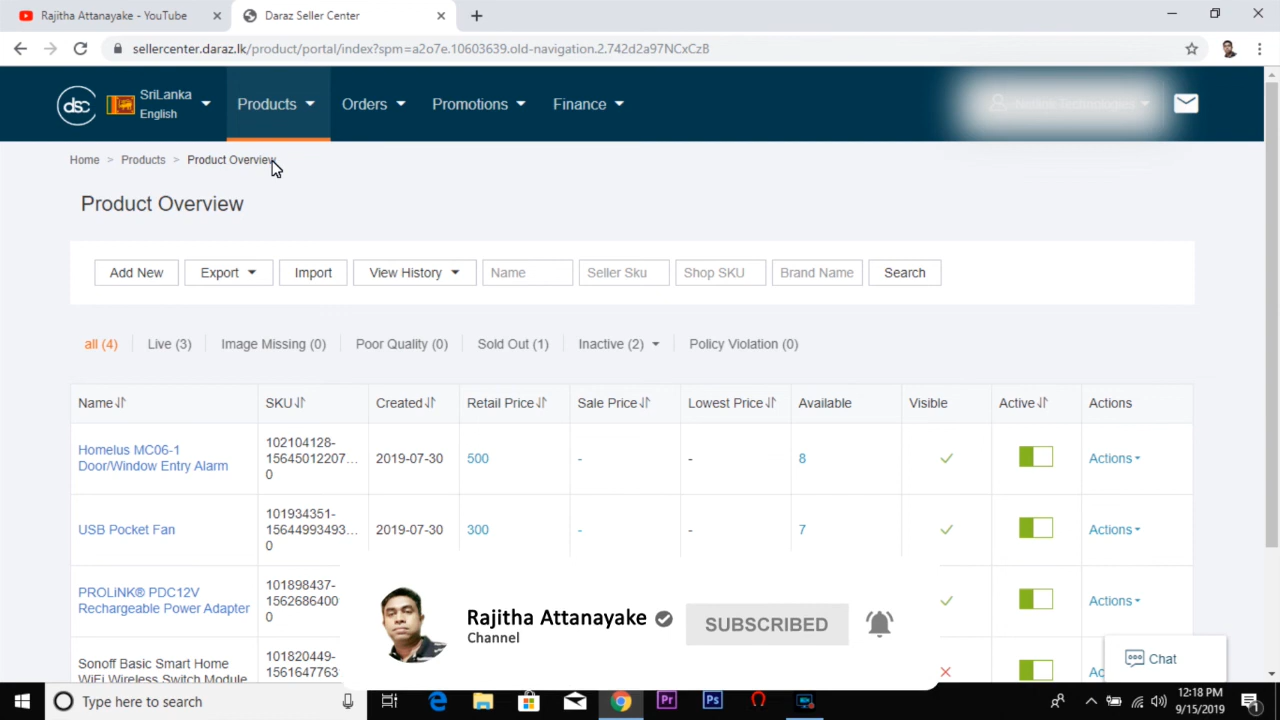 Rajitha Attanayake - YouTube
Daraz Seller Center
sellercenter.daraz.lk/product/portal/index?spm=a2o7e.10603639.old-navigation.2.742d2a97NCxCzB
dsc
SriLanka
English
Products
Orders
Promotions
Finance
Home > Products > Product Overview
Product Overview
Add New
Export
Import
View History
Name
Seller Sku
Shop SKU
Brand Name
Search
all (4)
Live (3)
Image Missing (0)
Poor Quality (0)
Sold Out (1)
Inactive (2)
Policy Violation (0)
Name
SKU
Created
Retail Price
Sale Price
Lowest Price
Available
Visible
Active
Actions
Homelus MC06-1
Door/Window Entry Alarm
102104128-
15645012207...
0
2019-07-30
500
-
-
8
Actions
USB Pocket Fan
101934351-
15644993493...
0
2019-07-30
300
-
-
7
Actions
PROLiNK® PDC12V
Rechargeable Power Adapter
101898437-
1562686400
0
Actions
Sonoff Basic Smart Home
WiFi Wireless Switch Module
101820449-
1561647763
Rajitha Attanayake
Channel
SUBSCRIBED
Chat
Type here to search
Pr
Ps
12:18 PM
9/15/2019
1